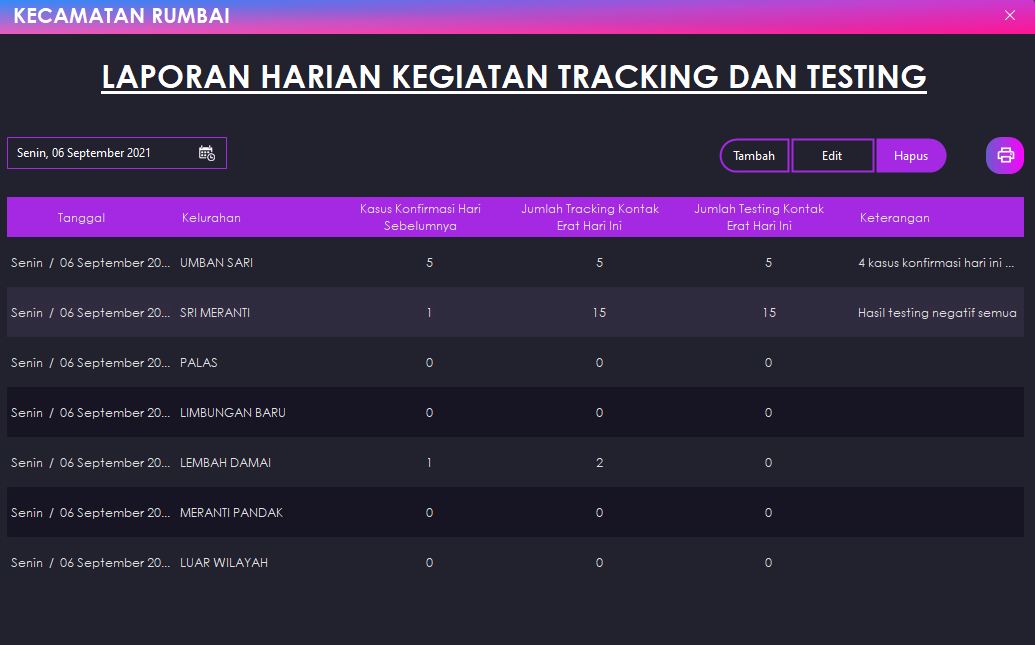 KECAMATAN RUMBAI
LAPORAN HARIAN KEGIATAN TRACKING DAN TESTING
Senin, 06 September 2021
Tambah Edit Hapus
Tanggal Kelurahan Kasus Konfirmasi Hari Sebelumnya Jumlah Tracking Kontak Erat Hari Ini Jumlah Testing Kontak Erat Hari Ini Keterangan
Senin / 06 September 20... UMBAN SARI 5 5 5 4 kasus konfirmasi hari ini ...
Senin / 06 September 20... SRI MERANTI 1 15 15 Hasil testing negatif semua
Senin / 06 September 20... PALAS 0 0 0
Senin / 06 September 20... LIMBUNGAN BARU 0 0 0
Senin / 06 September 20... LEMBAH DAMAI 1 2 0
Senin / 06 September 20... MERANTI PANDAK 0 0 0
Senin / 06 September 20... LUAR WILAYAH 0 0 0